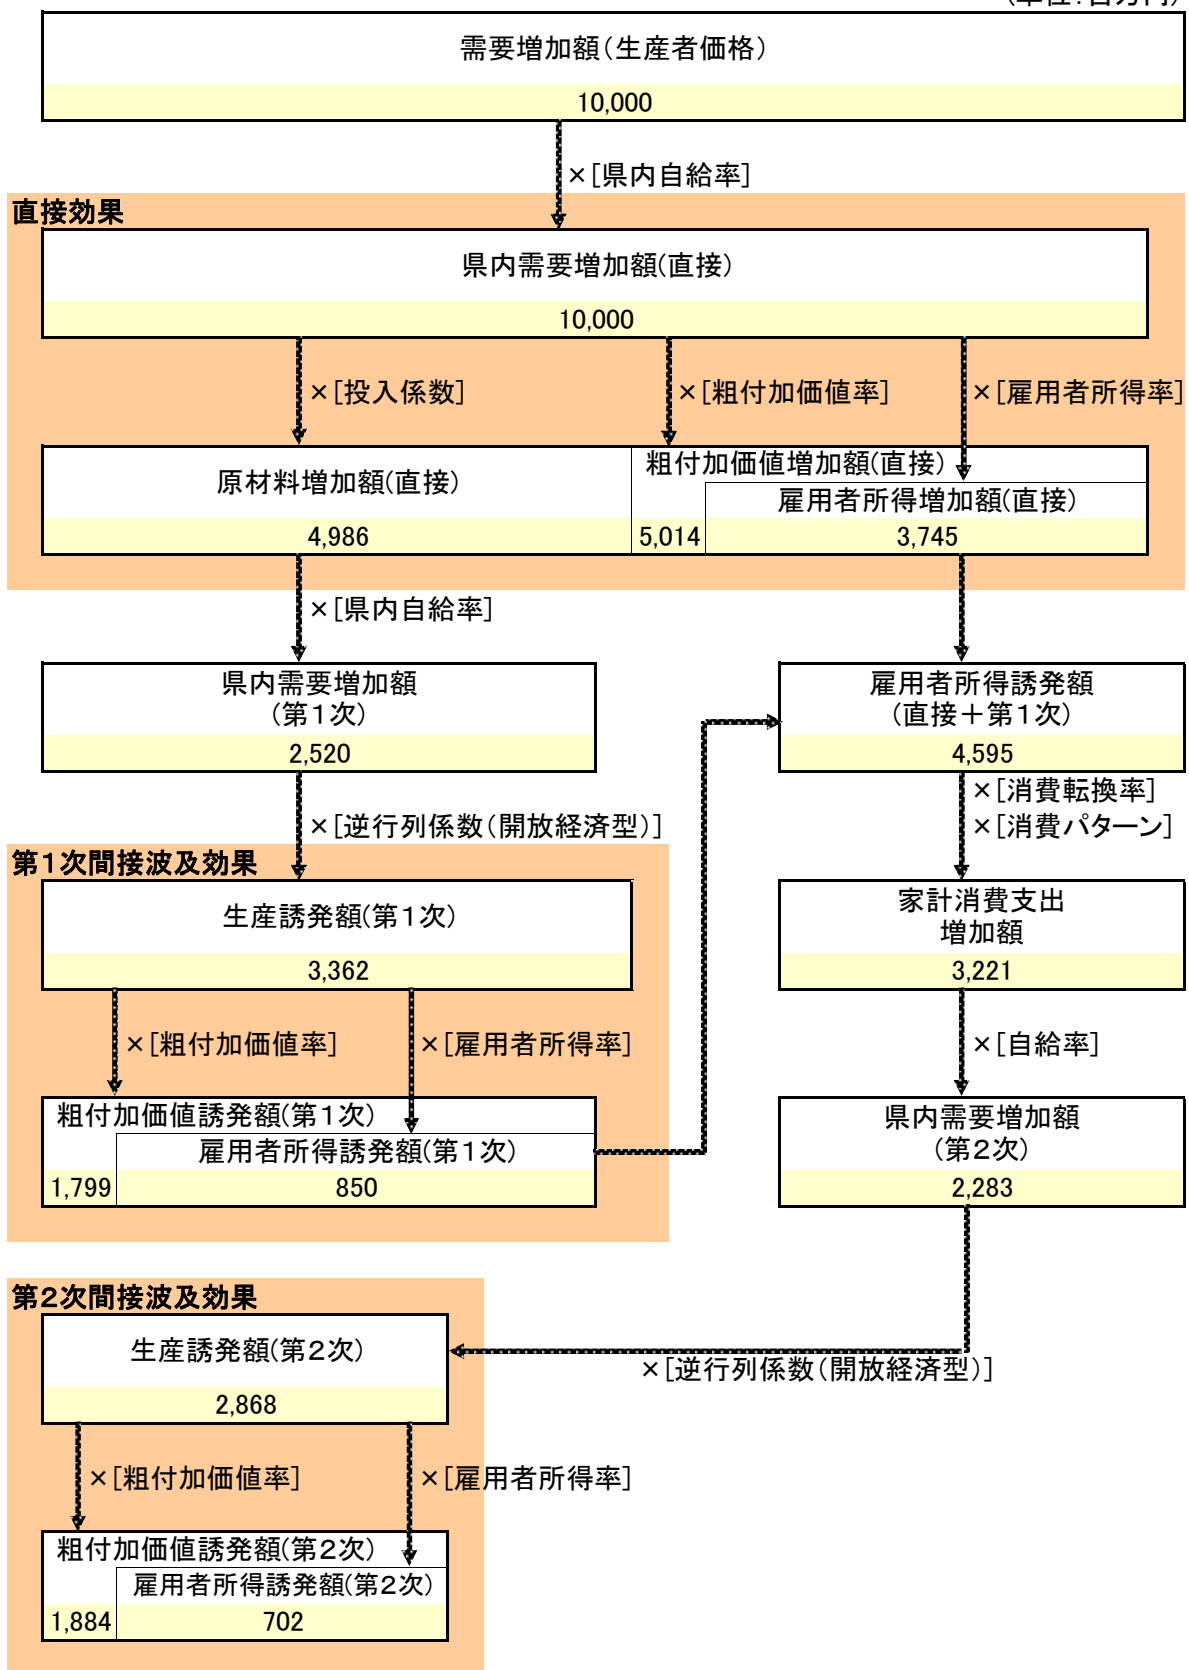 (単位:百万円)
需要増加額(生産者価格)
10,000
×[県内自給率]
直接効果
県内需要増加額(直接)
10,000
×[投入係数]
×[粗付加価値率]
×[雇用者所得率]
原材料増加額(直接)
粗付加価値増加額(直接)
雇用者所得増加額(直接)
4,986
5,014
3,745
×[県内自給率]
県内需要増加額
(第1次)
2,520
雇用者所得誘発額
(直接+第1次)
4,595
×[消費転換率]
×[消費パターン]
×[逆行列係数(開放経済型)]
第1次間接波及効果
生産誘発額(第1次)
3,362
家計消費支出
増加額
3,221
×[粗付加価値率]
×[雇用者所得率]
×[自給率]
粗付加価値誘発額(第1次)
雇用者所得誘発額(第1次)
1,799
850
県内需要増加額
(第2次)
2,283
第2次間接波及効果
生産誘発額(第2次)
2,868
×[逆行列係数(開放経済型)]
×[粗付加価値率]
×[雇用者所得率]
粗付加価値誘発額(第2次)
雇用者所得誘発額(第2次)
1,884
702